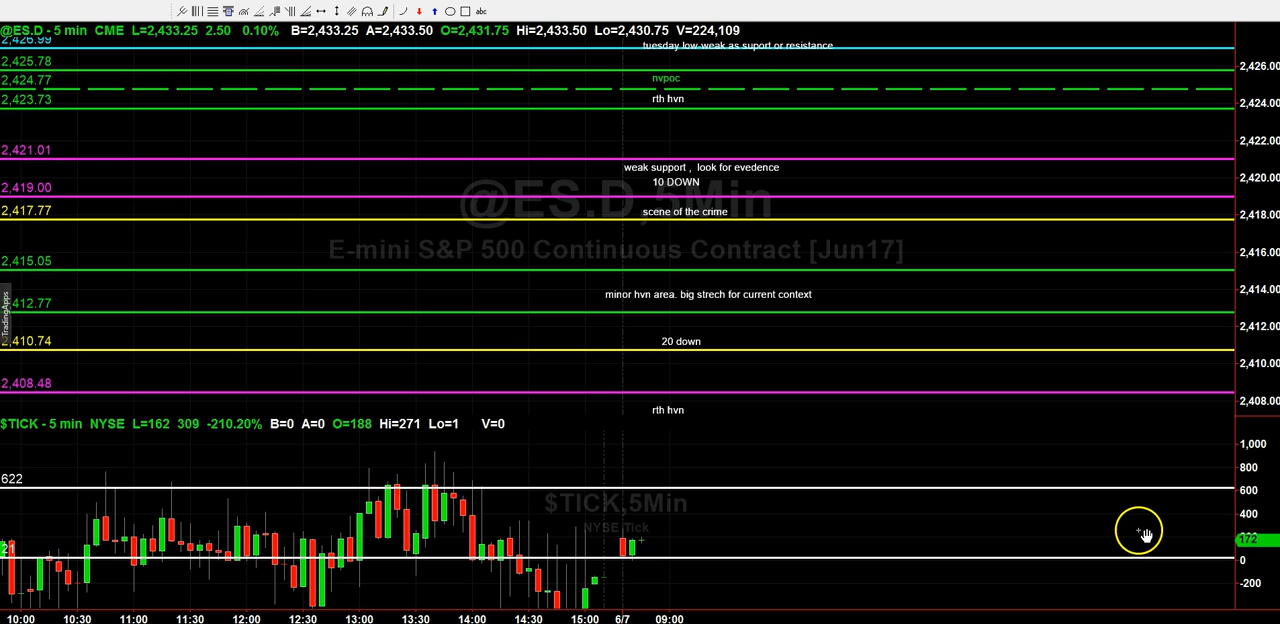 abc
@ES.D - 5 min CME L=2,433.25 2.50 0.10% B=2,433.25 A=2,433.50 O=2,431.75 Hi=2,433.50 Lo=2,430.75 V=224,109
2,426.99
tuesday low-weak as suport or resistance
2,425.78
2,426.00
nvpoc
2,424.77
rth hvn
2,423.73
2,424.00
2,422.00
2,421.01
weak support , look for evedence
2,420.00
10 DOWN
2,419.00
@ES.D,5Min
scene of the crime
2,417.77
2,418.00
E-mini S&P 500 Continuous Contract [Jun17]
2,416.00
2,415.05
minor hvn area. big strech for current context
2,414.00
TradingApps
2,412.77
2,412.00
20 down
2,410.74
2,410.00
2,408.48
2,408.00
rth hvn
$TICK - 5 min NYSE L=162 309 -210.20% B=0 A=0 O=188 Hi=271 Lo=1 V=0
1,000
800
622
600
$TICK,5Min
NYSE Tick
400
172
21
0
-200
10:00 10:30 11:00 11:30 12:00 12:30 13:00 13:30 14:00 14:30 15:00 6/7 09:00